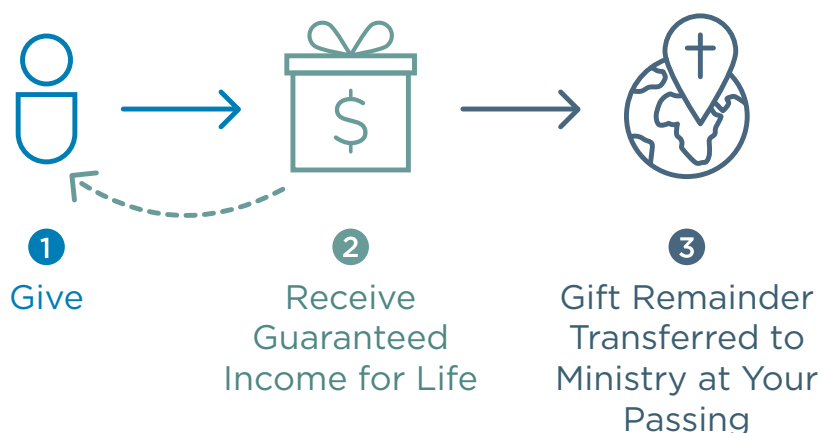 $
1
Give
2
Receive
Guaranteed
Income for Life
3
Gift Remainder
Transferred to
Ministry at Your
Passing